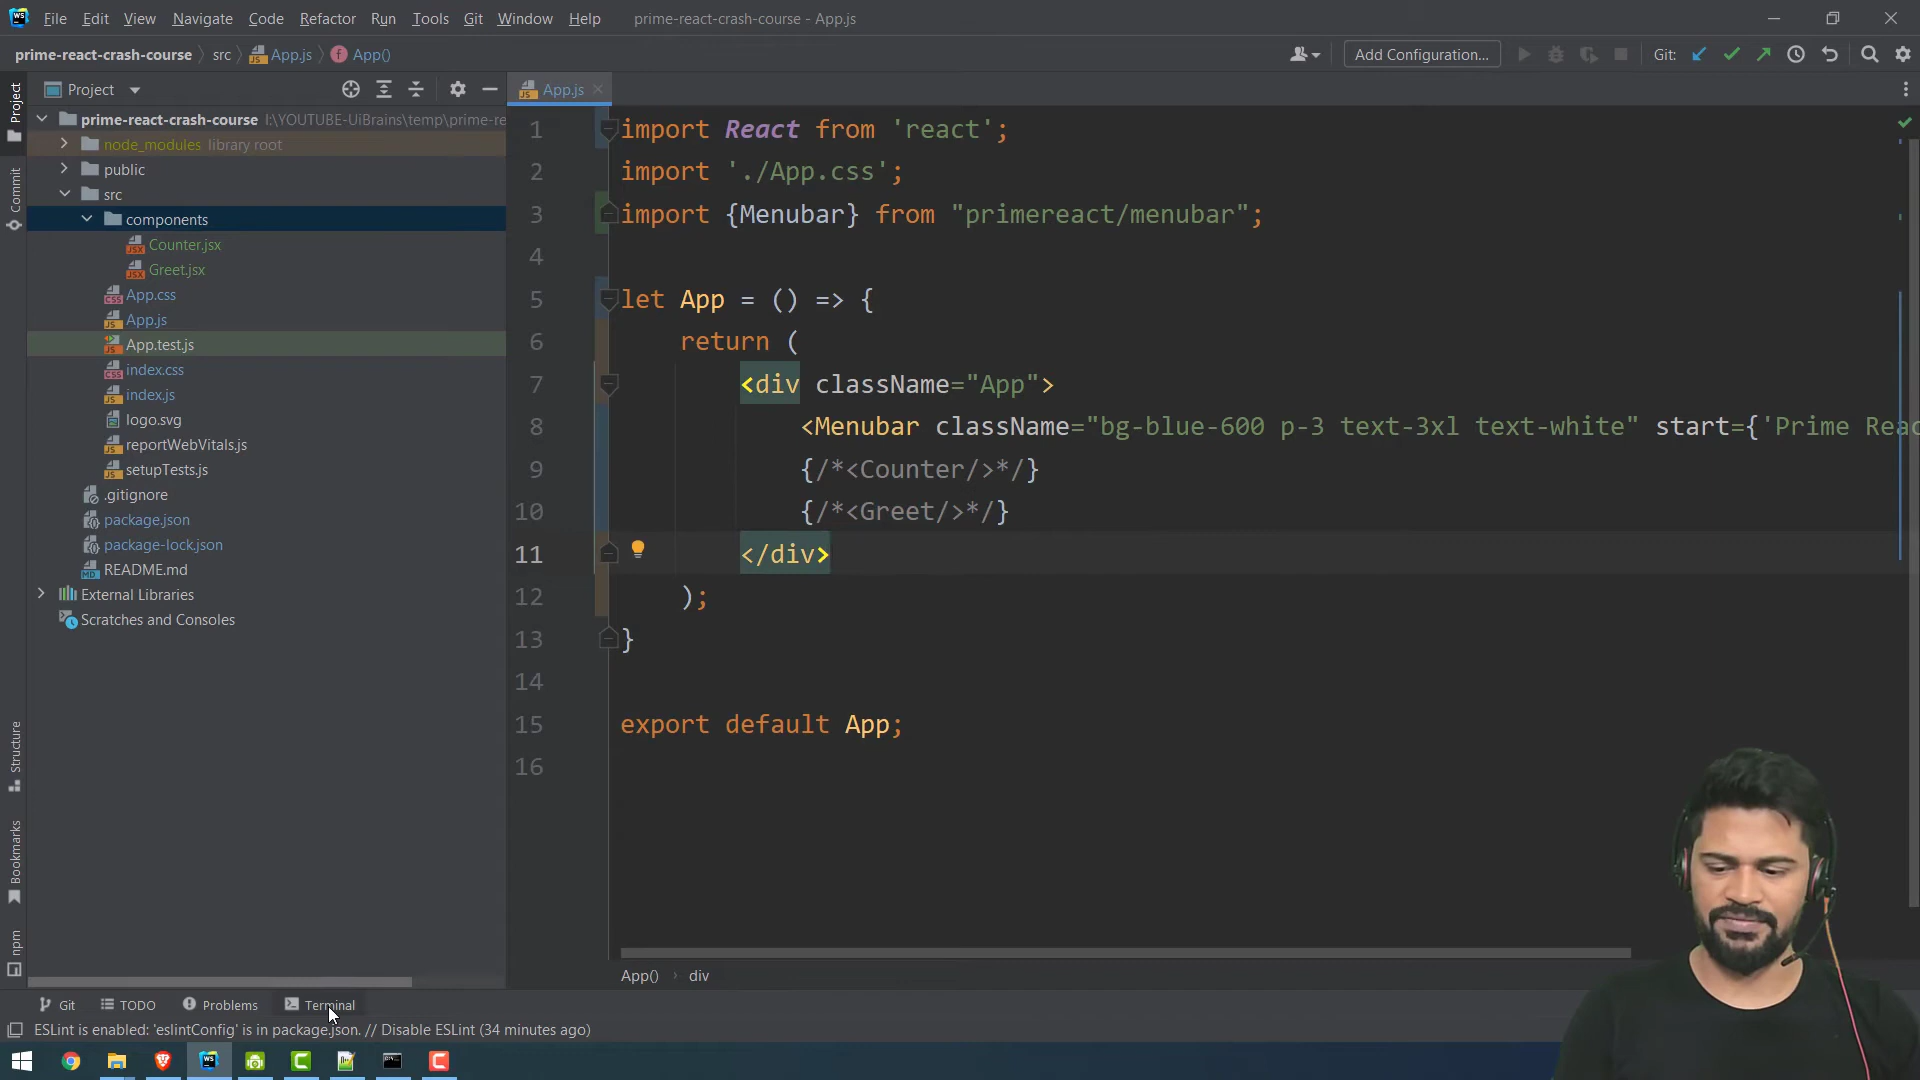 File Edit View Navigate Code Refactor Run Tools Git Window Help prime-react-crash-course - App.js
prime-react-crash-course src App.js App() Add Configuration... Git:
Project
App.js
Project
Commit
Structure
Bookmarks
npm
prime-react-crash-course I:\YOUTUBE-UiBrains\temp\prime-re
node_modules library root
public
src
components
Counter.jsx
Greet.jsx
App.css
App.js
App.test.js
index.css
index.js
logo.svg
reportWebVitals.js
setupTests.js
.gitignore
package.json
package-lock.json
README.md
External Libraries
Scratches and Consoles
1 import React from 'react';
2 import './App.css';
3 import {Menubar} from "primereact/menubar";
4
5 let App = () => {
6 return (
7 <div className="App">
8 <Menubar className="bg-blue-600 p-3 text-3xl text-white" start={'Prime Reac
9 {/*<Counter/>*/}
10 {/*<Greet/>*/}
11 </div>
12 );
13 }
14
15 export default App;
16
App() div
Git TODO Problems Terminal
ESLint is enabled: 'eslintConfig' is in package.json. // Disable ESLint (34 minutes ago)